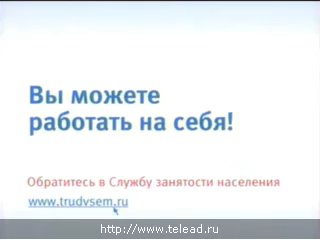 Вы можете
работать на себя!
Обратитесь в Службу занятости населения
www.trudvsem.ru
http://www.telead.ru